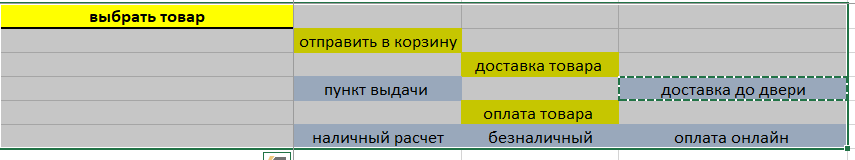 выбрать товар
отправить в корзину
доставка товара
пункт выдачи доставка до двери
оплата товара
наличный расчет безналичный оплата онлайн